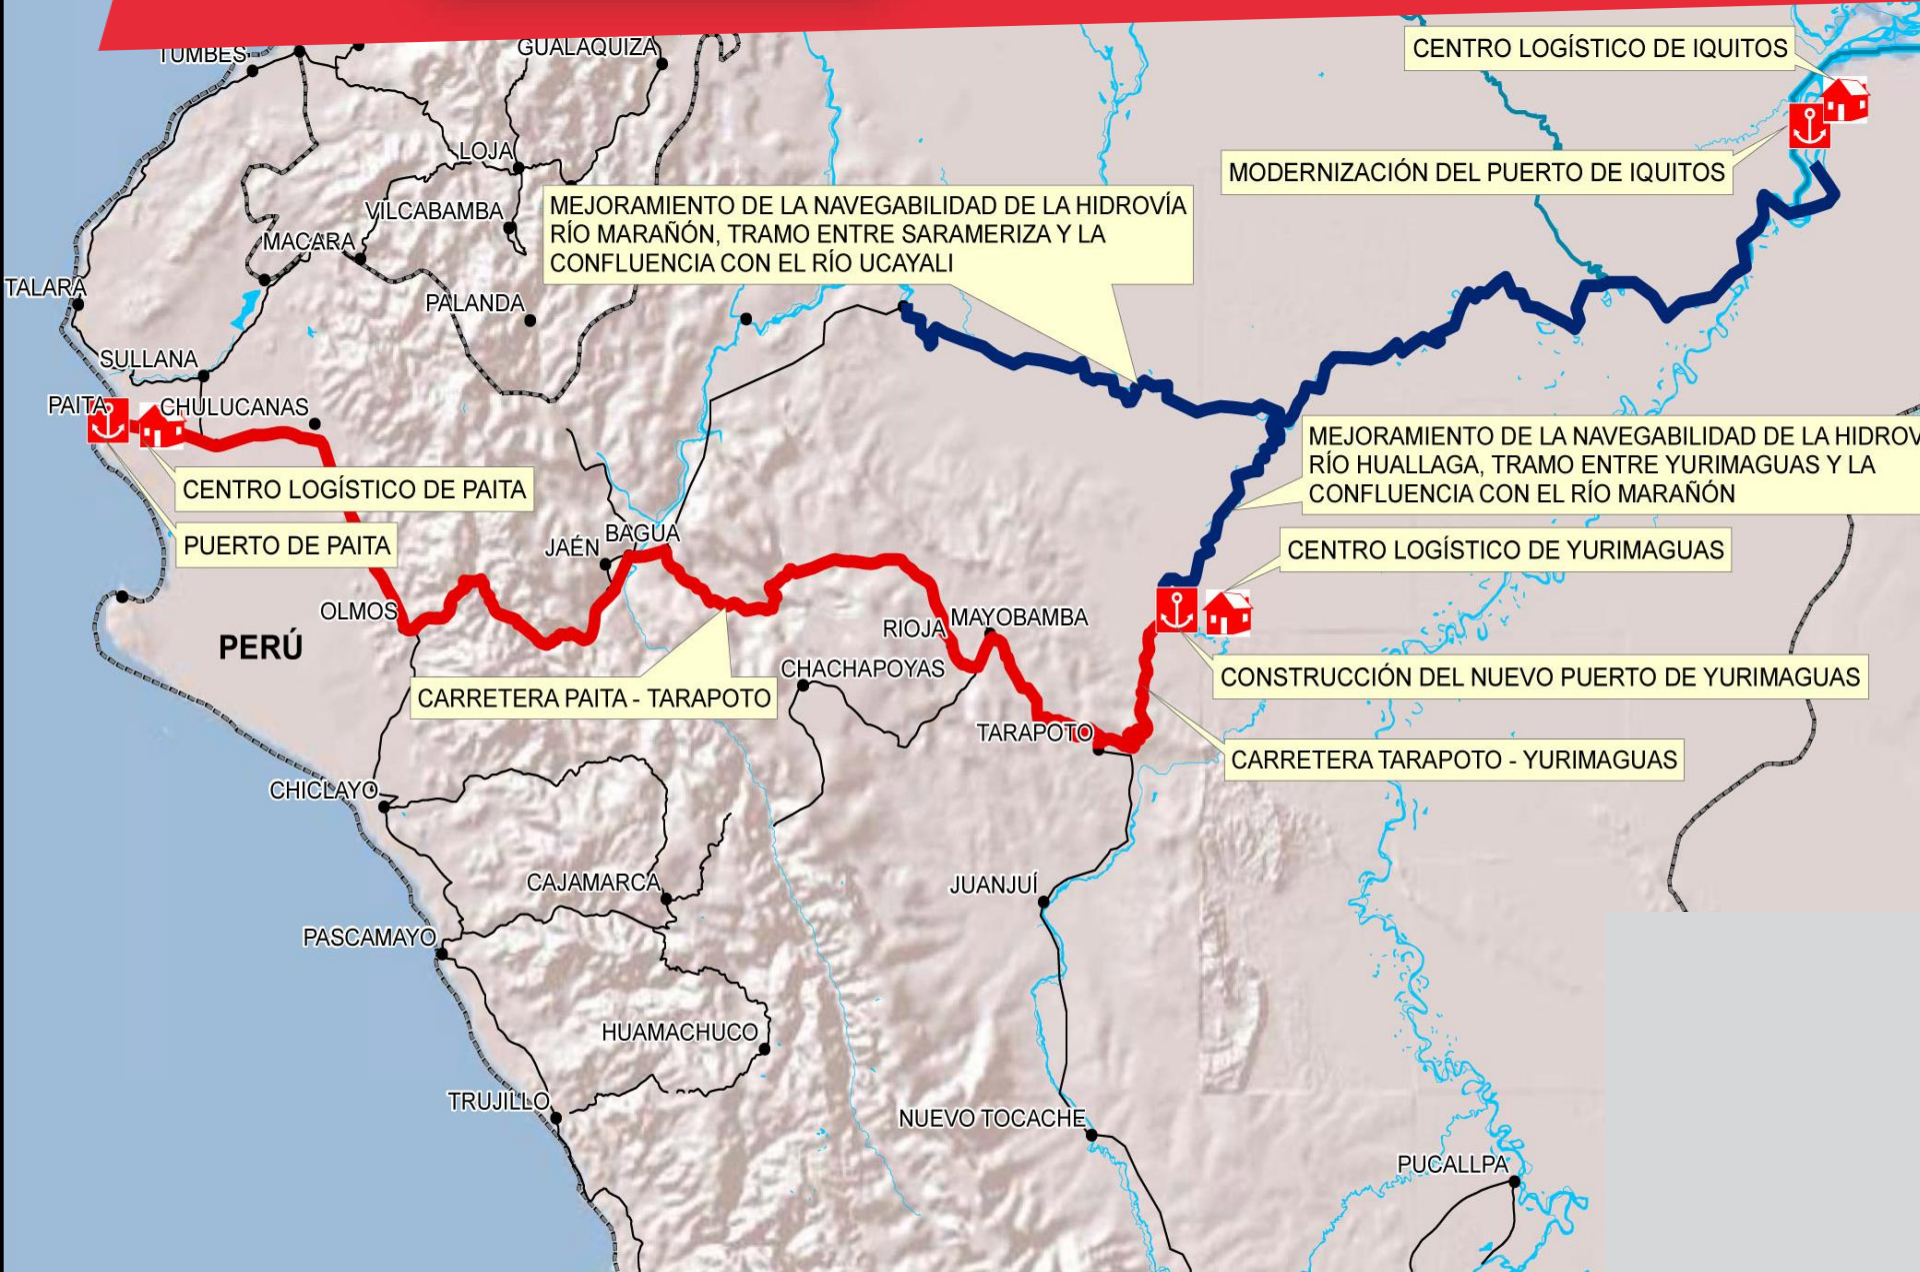 TUMBES
GUALAQUIZA
CENTRO LOGÍSTICO DE IQUITOS
LOJA
MODERNIZACIÓN DEL PUERTO DE IQUITOS
VILCABAMBA
MEJORAMIENTO DE LA NAVEGABILIDAD DE LA HIDROVÍA
RÍO MARAÑÓN, TRAMO ENTRE SARAMERIZA Y LA
CONFLUENCIA CON EL RÍO UCAYALI
MACARA
TALARA
PALANDA
SULLANA
PAITA
CHULUCANAS
MEJORAMIENTO DE LA NAVEGABILIDAD DE LA HIDROV
RÍO HUALLAGA, TRAMO ENTRE YURIMAGUAS Y LA
CONFLUENCIA CON EL RÍO MARAÑÓN
CENTRO LOGÍSTICO DE PAITA
PUERTO DE PAITA
JAÉN
BAGUA
CENTRO LOGÍSTICO DE YURIMAGUAS
OLMOS
PERÚ
RIOJA
MAYOBAMBA
CHACHAPOYAS
CONSTRUCCIÓN DEL NUEVO PUERTO DE YURIMAGUAS
CARRETERA PAITA - TARAPOTO
TARAPOTO
CARRETERA TARAPOTO - YURIMAGUAS
CHICLAYO
CAJAMARCA
JUANJUÍ
PASCAMAYO
HUAMACHUCO
TRUJILLO
NUEVO TOCACHE
PUCALLPA